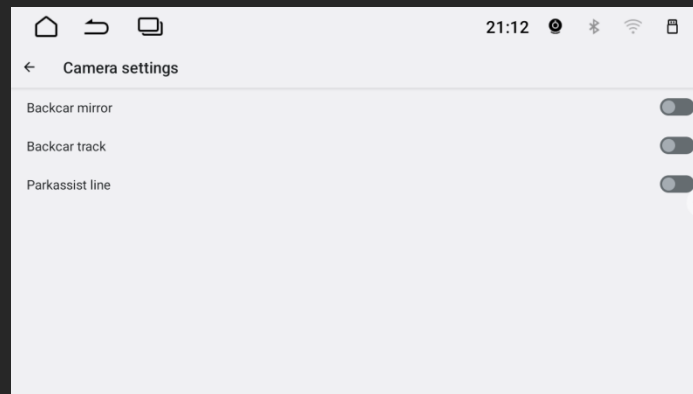 21:12
Camera settings
Backcar mirror
Backcar track
Parkassist line